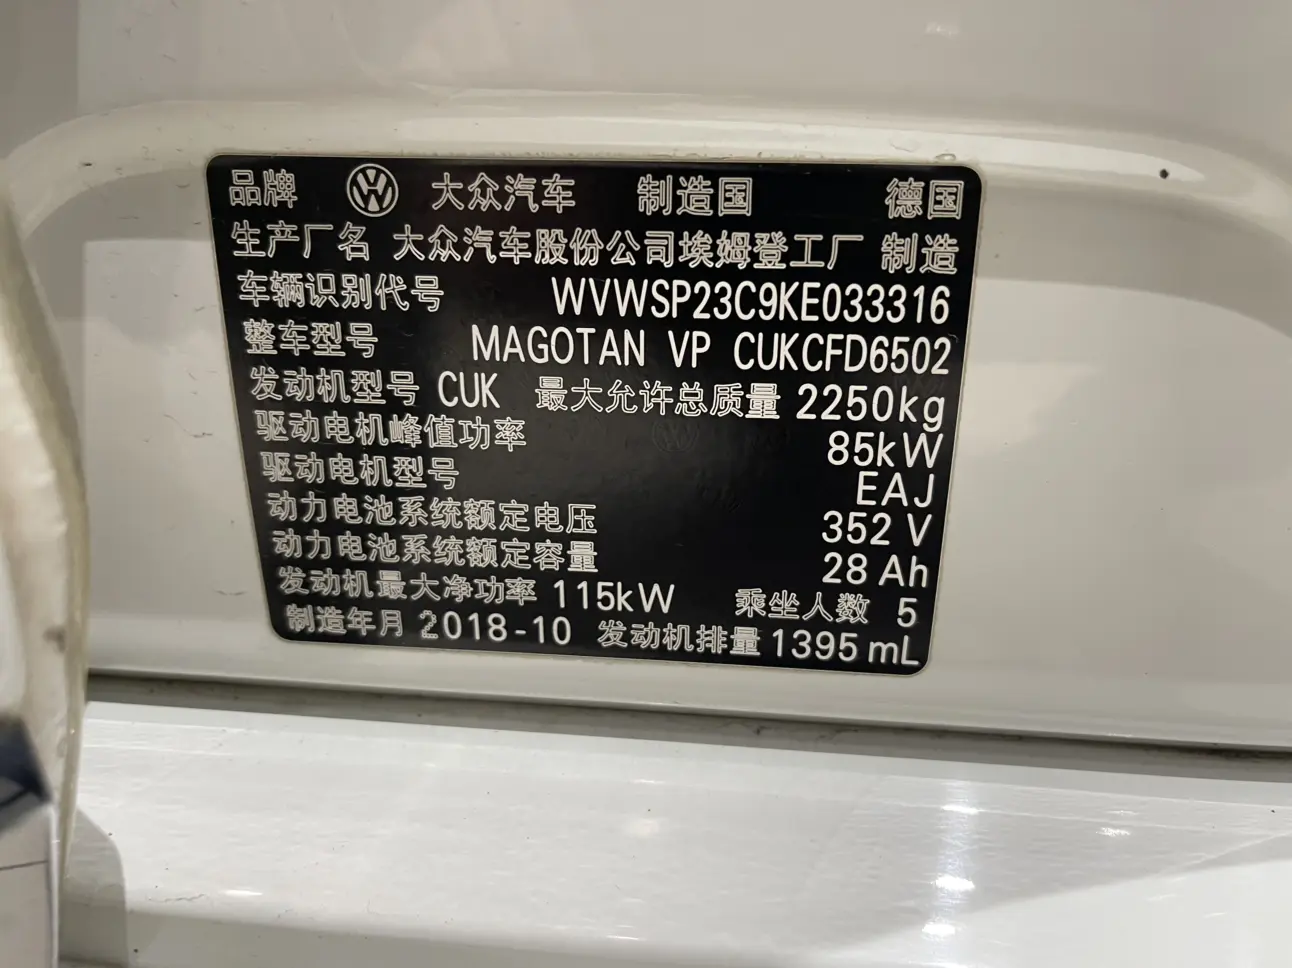 品牌 大众汽车 制造国 德国
生产厂名 大众汽车股份公司埃姆登工厂 制造
车辆识别代号 WVWSP23C9KE033316
整车型号 MAGOTAN VP CUKCFD6502
发动机型号 CUK 最大允许总质量 2250kg
驱动电机峰值功率 85kW
驱动电机型号 EAJ
动力电池系统额定电压 352 V
动力电池系统额定容量 28 Ah
发动机最大净功率 115kW 乘坐人数 5
制造年月 2018-10 发动机排量 1395 mL